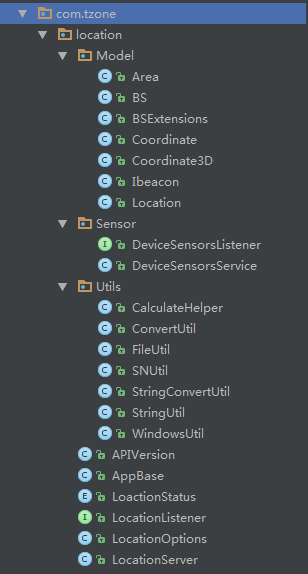 com.tzone
location
Model
C Area
C BS
C BSExtensions
C Coordinate
C Coordinate3D
C Ibeacon
C Location
Sensor
I DeviceSensorsListener
C DeviceSensorsService
Utils
C CalculateHelper
C ConvertUtil
C FileUtil
C SNUtil
C StringConvertUtil
C StringUtil
C WindowsUtil
C APIVersion
C AppBase
E LoactionStatus
I LocationListener
C LocationOptions
C LocationServer